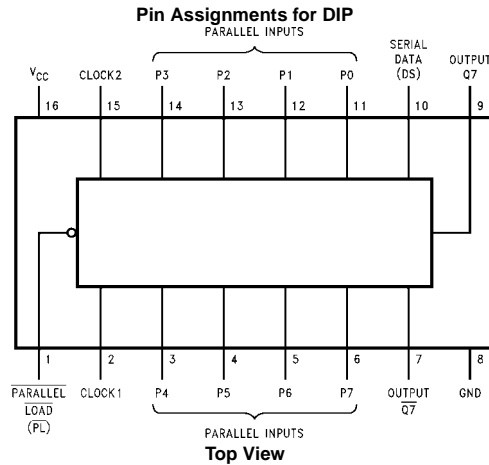 Pin Assignments for DIP
PARALLEL INPUTS
SERIAL
DATA
(DS)
OUTPUT
Q7
VCC CLOCK2 P3 P2 P1 P0
16 15 14 13 12 11 10 9
1 2 3 4 5 6 7 8
PARALLEL
LOAD
(PL)
CLOCK1 P4 P5 P6 P7 OUTPUT
Q7
GND
PARALLEL INPUTS
Top View